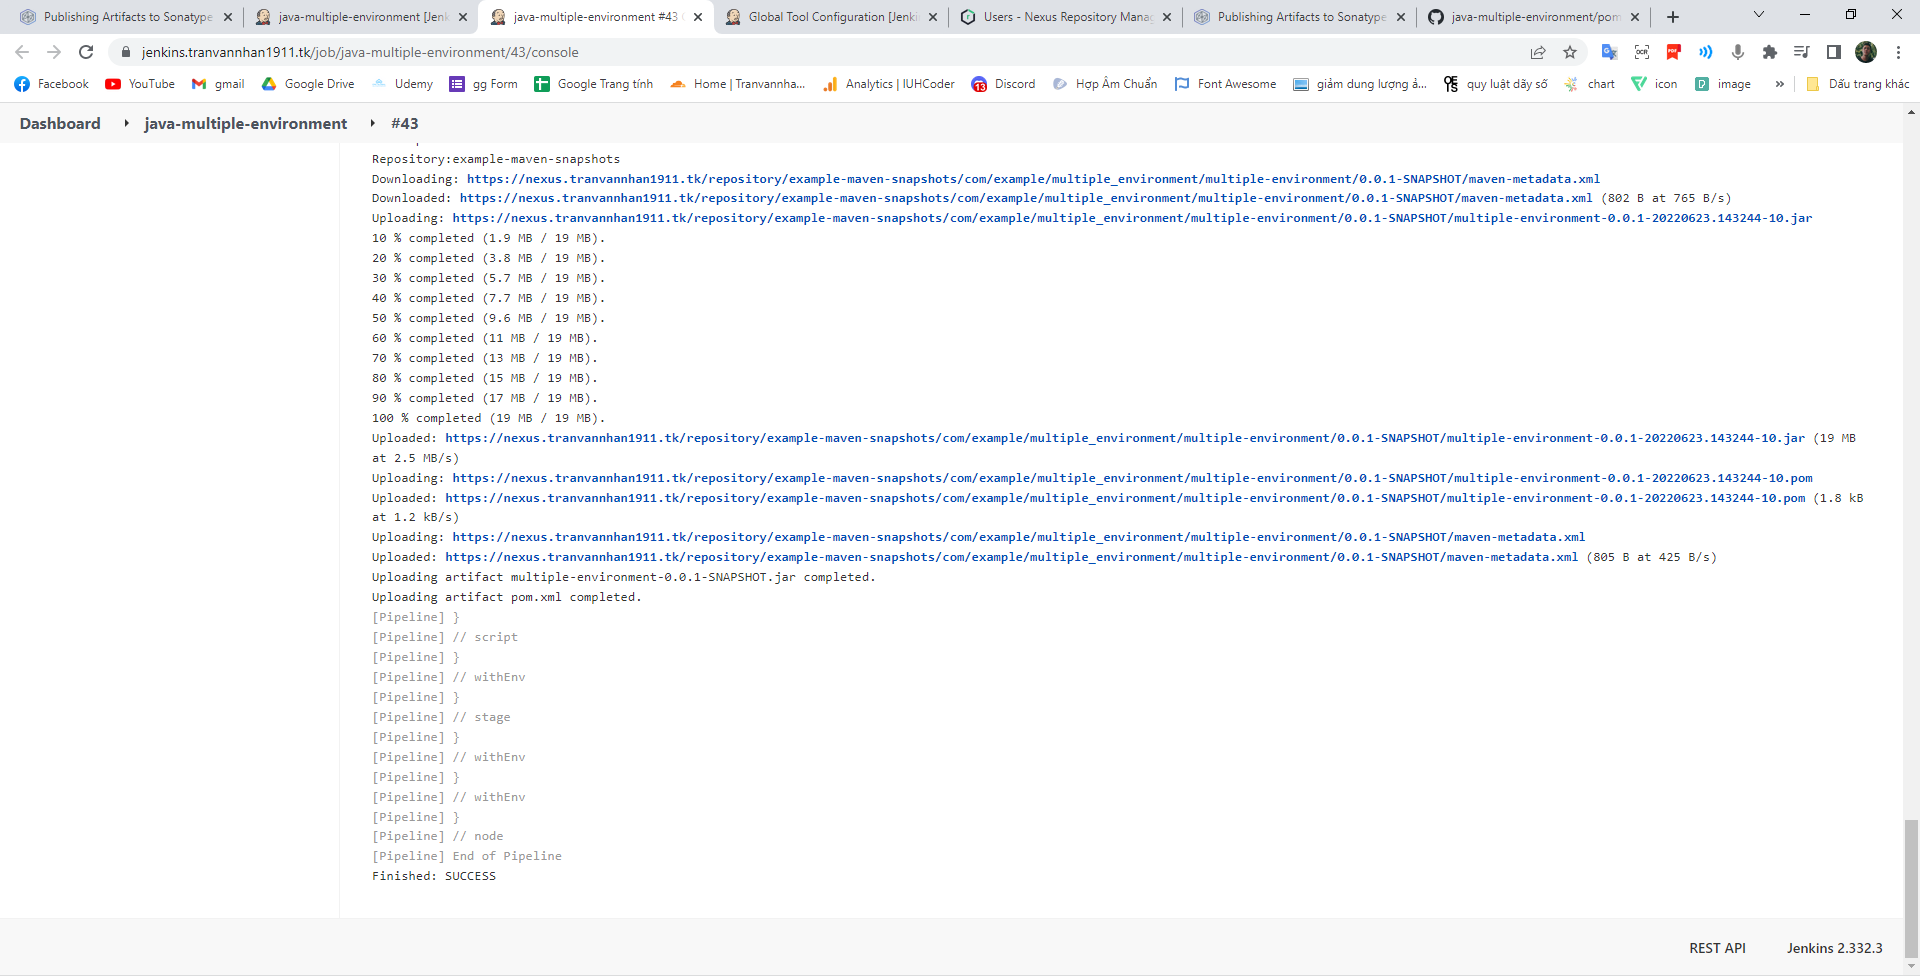 Publishing Artifacts to Sonatype
java-multiple-environment [Jenk
java-multiple-environment #43
Global Tool Configuration [Jenki
Users - Nexus Repository Manag
Publishing Artifacts to Sonatype
java-multiple-environment/pom
jenkins.tranvannhan1911.tk/job/java-multiple-environment/43/console
Facebook YouTube gmail Google Drive Udemy gg Form Google Trang tính Home | Tranvannha... Analytics | IUHCoder 13 Discord Hợp Âm Chuẩn Font Awesome giảm dung lượng ả... quy luật dãy số chart icon image » Dấu trang khác
Dashboard java-multiple-environment #43
Repository:example-maven-snapshots
Downloading: https://nexus.tranvannhan1911.tk/repository/example-maven-snapshots/com/example/multiple_environment/multiple-environment/0.0.1-SNAPSHOT/maven-metadata.xml
Downloaded: https://nexus.tranvannhan1911.tk/repository/example-maven-snapshots/com/example/multiple_environment/multiple-environment/0.0.1-SNAPSHOT/maven-metadata.xml (802 B at 765 B/s)
Uploading: https://nexus.tranvannhan1911.tk/repository/example-maven-snapshots/com/example/multiple_environment/multiple-environment/0.0.1-SNAPSHOT/multiple-environment-0.0.1-20220623.143244-10.jar
10 % completed (1.9 MB / 19 MB).
20 % completed (3.8 MB / 19 MB).
30 % completed (5.7 MB / 19 MB).
40 % completed (7.7 MB / 19 MB).
50 % completed (9.6 MB / 19 MB).
60 % completed (11 MB / 19 MB).
70 % completed (13 MB / 19 MB).
80 % completed (15 MB / 19 MB).
90 % completed (17 MB / 19 MB).
100 % completed (19 MB / 19 MB).
Uploaded: https://nexus.tranvannhan1911.tk/repository/example-maven-snapshots/com/example/multiple_environment/multiple-environment/0.0.1-SNAPSHOT/multiple-environment-0.0.1-20220623.143244-10.jar (19 MB
at 2.5 MB/s)
Uploading: https://nexus.tranvannhan1911.tk/repository/example-maven-snapshots/com/example/multiple_environment/multiple-environment/0.0.1-SNAPSHOT/multiple-environment-0.0.1-20220623.143244-10.pom
Uploaded: https://nexus.tranvannhan1911.tk/repository/example-maven-snapshots/com/example/multiple_environment/multiple-environment/0.0.1-SNAPSHOT/multiple-environment-0.0.1-20220623.143244-10.pom (1.8 kB
at 1.2 kB/s)
Uploading: https://nexus.tranvannhan1911.tk/repository/example-maven-snapshots/com/example/multiple_environment/multiple-environment/0.0.1-SNAPSHOT/maven-metadata.xml
Uploaded: https://nexus.tranvannhan1911.tk/repository/example-maven-snapshots/com/example/multiple_environment/multiple-environment/0.0.1-SNAPSHOT/maven-metadata.xml (805 B at 425 B/s)
Uploading artifact multiple-environment-0.0.1-SNAPSHOT.jar completed.
Uploading artifact pom.xml completed.
[Pipeline] }
[Pipeline] // script
[Pipeline] }
[Pipeline] // withEnv
[Pipeline] }
[Pipeline] // stage
[Pipeline] }
[Pipeline] // withEnv
[Pipeline] }
[Pipeline] // withEnv
[Pipeline] }
[Pipeline] // node
[Pipeline] End of Pipeline
Finished: SUCCESS
REST API Jenkins 2.332.3